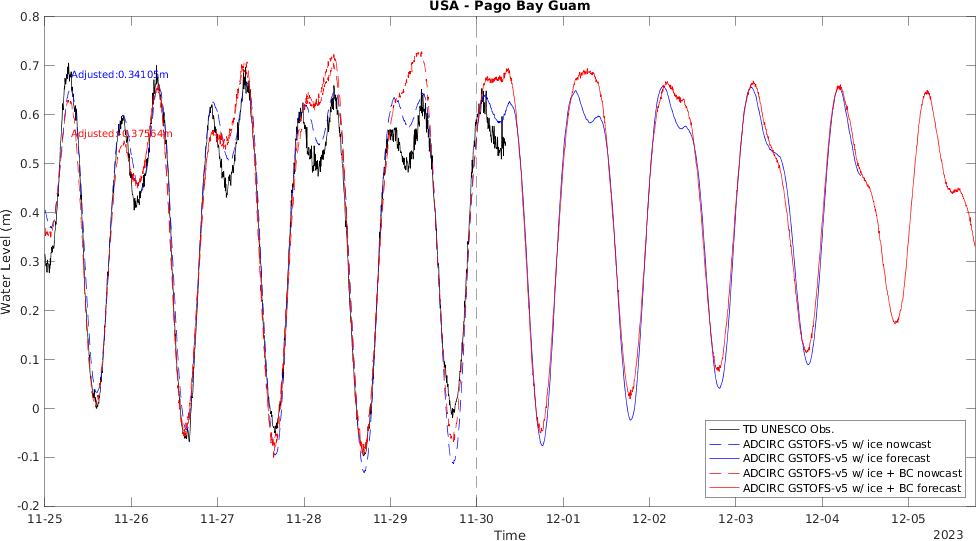 USA - Pago Bay Guam
0.8
0.7
0.6
0.5
0.4
0.3
0.2
0.1
0
-0.1
-0.2
Water Level (m)
Adjusted:0.34105m
Adjusted:0.37564m
TD UNESCO Obs.
ADCIRC GSTOFS-v5 w/ ice nowcast
ADCIRC GSTOFS-v5 w/ ice forecast
ADCIRC GSTOFS-v5 w/ ice + BC nowcast
ADCIRC GSTOFS-v5 w/ ice + BC forecast
11-25 11-26 11-27 11-28 11-29 11-30 12-01 12-02 12-03 12-04 12-05
Time
2023